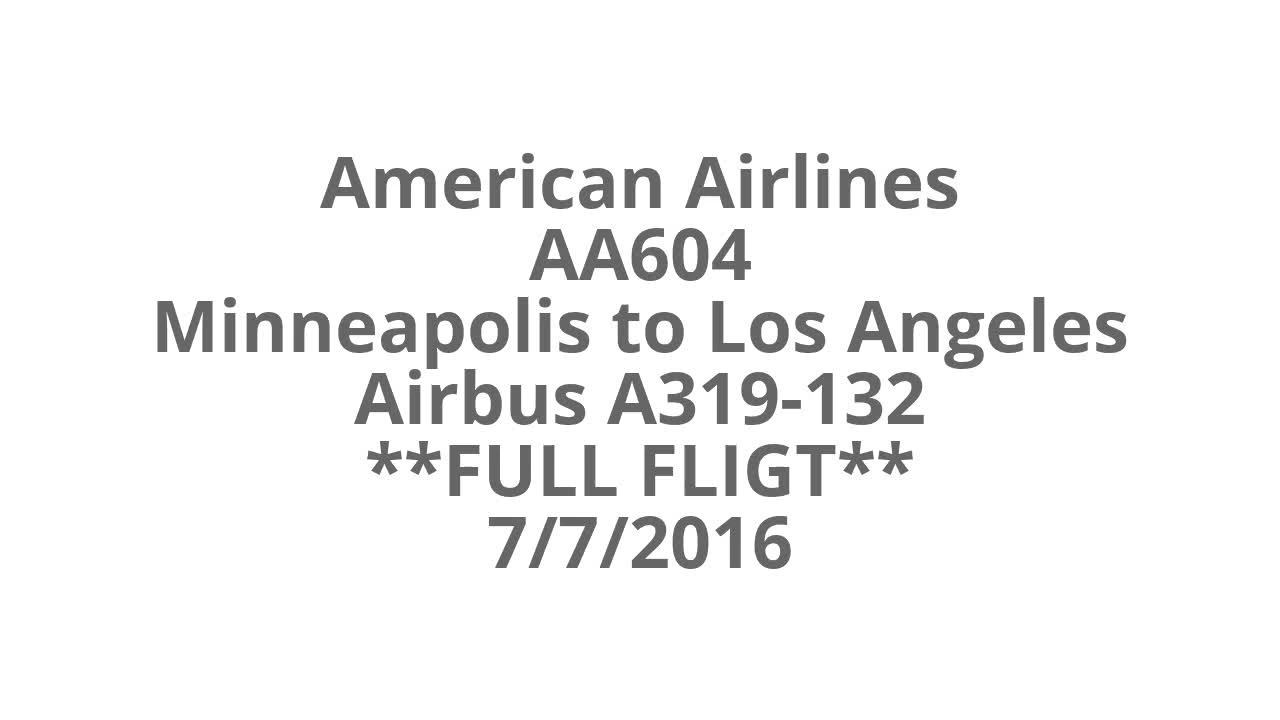 American Airlines
AA604
Minneapolis to Los Angeles
Airbus A319-132
**FULL FLIGT**
7/7/2016